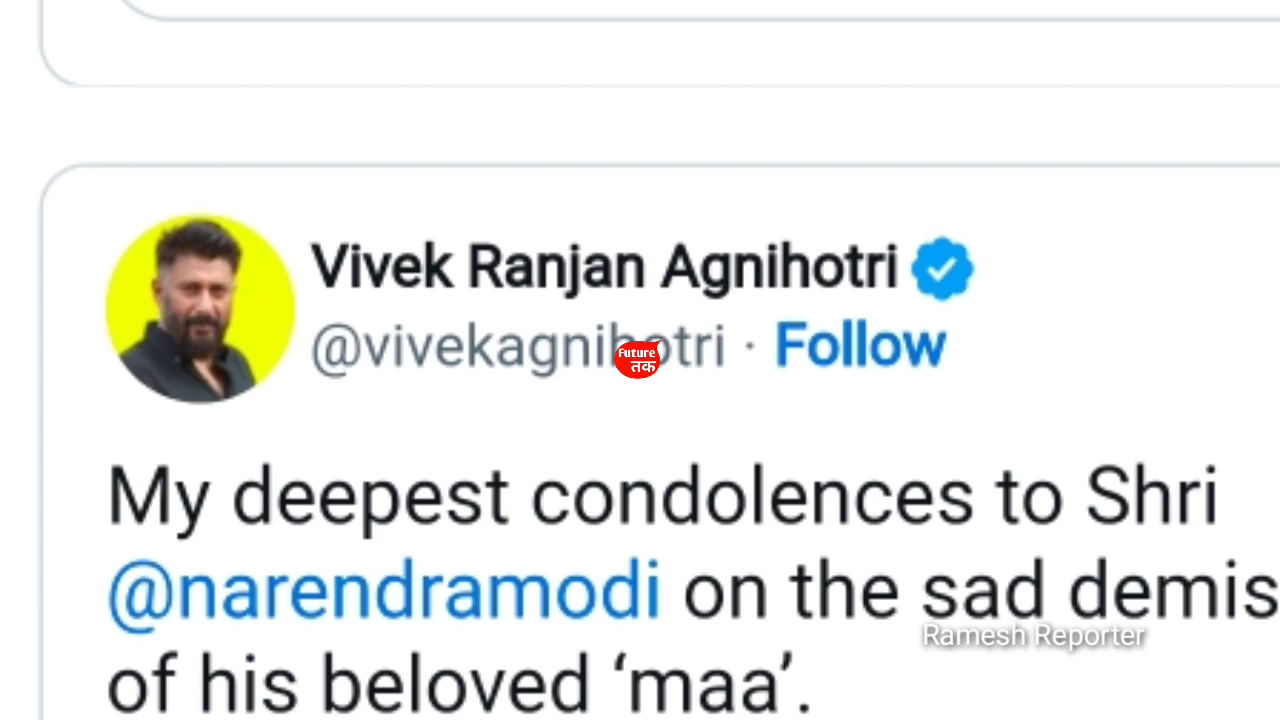 Vivek Ranjan Agnihotri
@vivekagnihotri · Follow
Future
तक
My deepest condolences to Shri
@narendramodi on the sad demis
Ramesh Reporter
of his beloved ‘maa’.